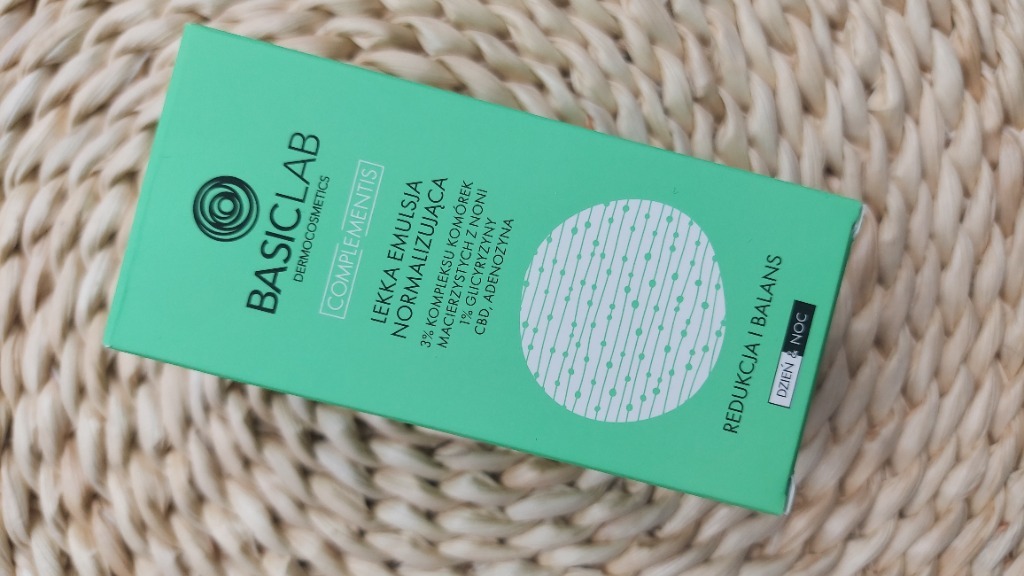 BASICLAB
DERMOCOSMETICS
COMPLEMENTIS
LEKKA EMULSJA
NORMALIZUJĄCA
3% KOMPLEKSU KOMÓREK
MACIERZYSTYCH Z NONI
1% GLICYRYZYNY
CBD, ADENOZYNA
REDUKCJA I BALANS
DZIEŃ & NOC